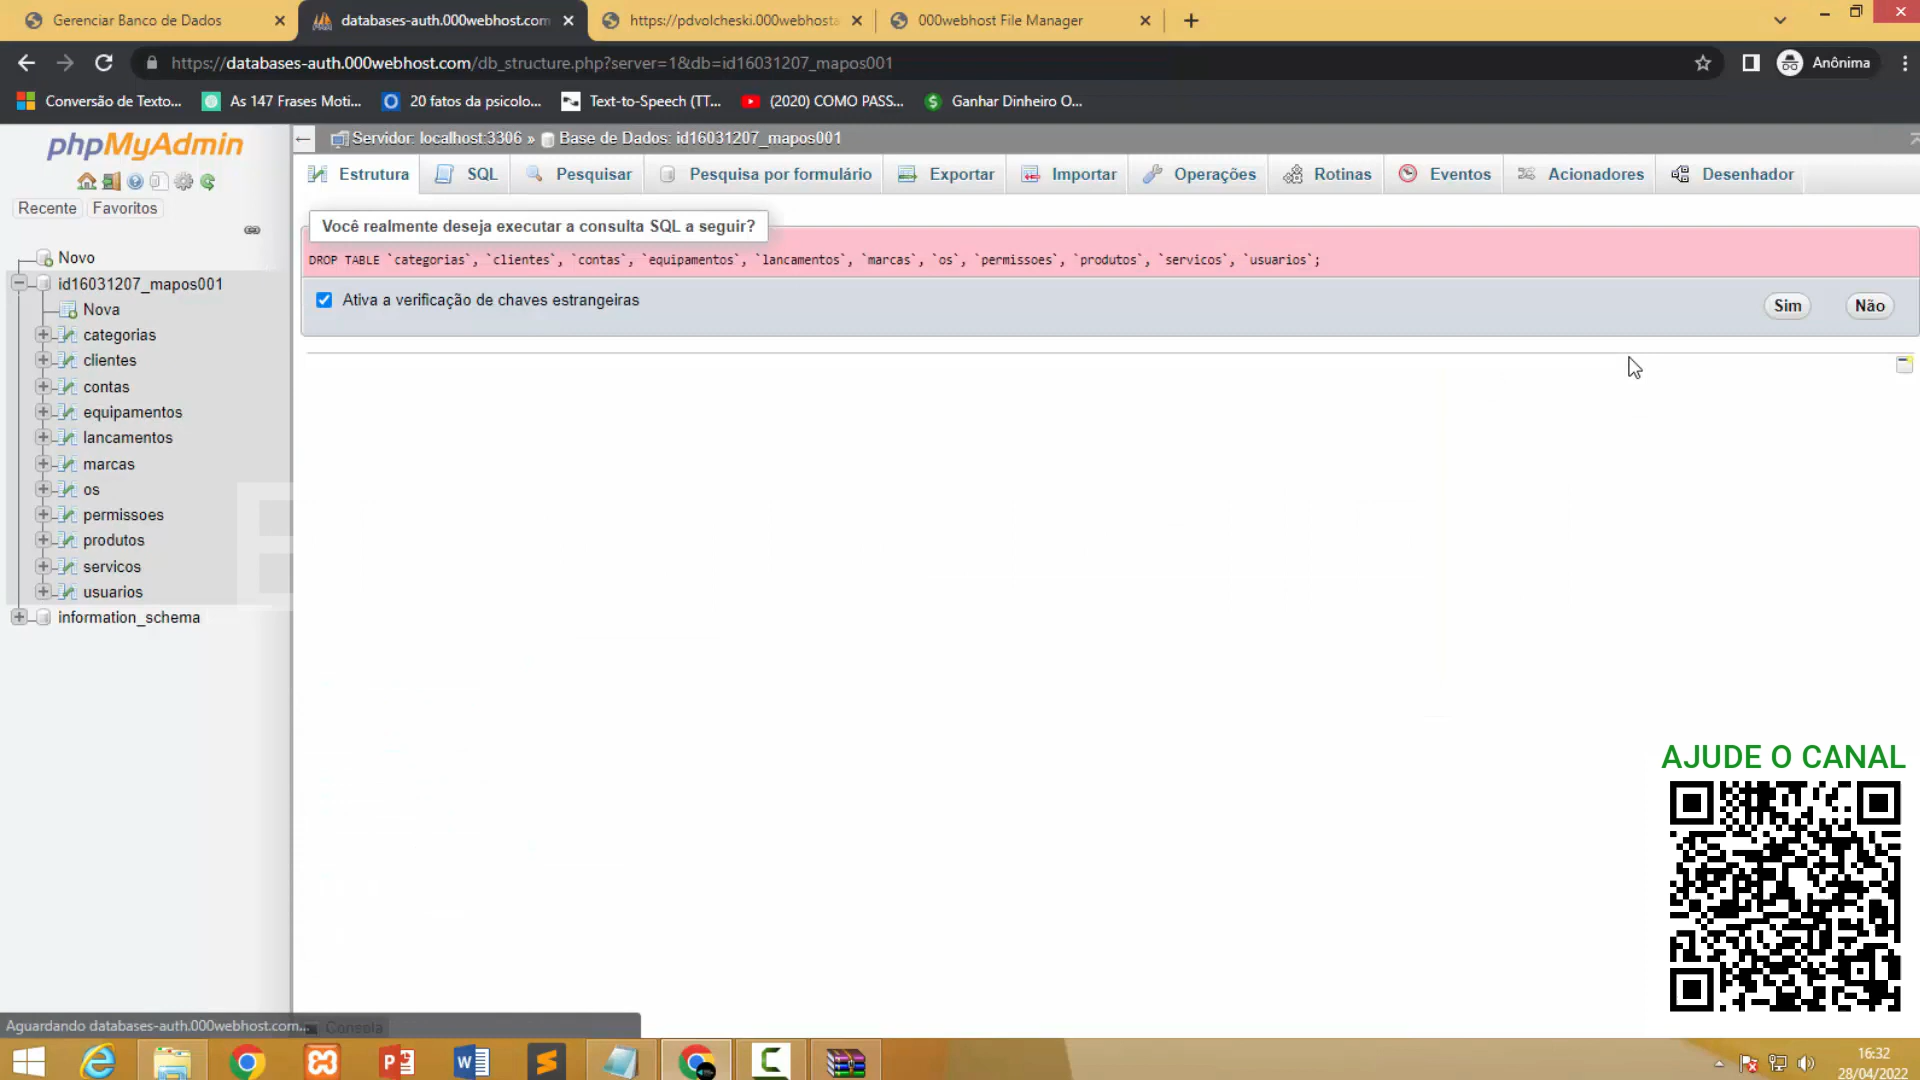 Gerenciar Banco de Dados
databases-auth.000webhost.com
https://pdvolcheski.000webhosta
000webhost File Manager
https://databases-auth.000webhost.com/db_structure.php?server=1&db=id16031207_mapos001
Anônima
Conversão de Texto...
As 147 Frases Moti...
20 fatos da psicolo...
Text-to-Speech (TT...
(2020) COMO PASS...
Ganhar Dinheiro O...
phpMyAdmin
Servidor: localhost:3306 » Base de Dados: id16031207_mapos001
Estrutura
SQL
Pesquisar
Pesquisa por formulário
Exportar
Importar
Operações
Rotinas
Eventos
Acionadores
Desenhador
Recente
Favoritos
Você realmente deseja executar a consulta SQL a seguir?
DROP TABLE `categorias`, `clientes`, `contas`, `equipamentos`, `lancamentos`, `marcas`, `os`, `permissoes`, `produtos`, `servicos`, `usuarios`;
Ativa a verificação de chaves estrangeiras
Sim
Não
Novo
id16031207_mapos001
Nova
categorias
clientes
contas
equipamentos
lancamentos
marcas
os
permissoes
produtos
servicos
usuarios
information_schema
AJUDE O CANAL
Aguardando databases-auth.000webhost.com...
Consola
16:32
28/04/2022